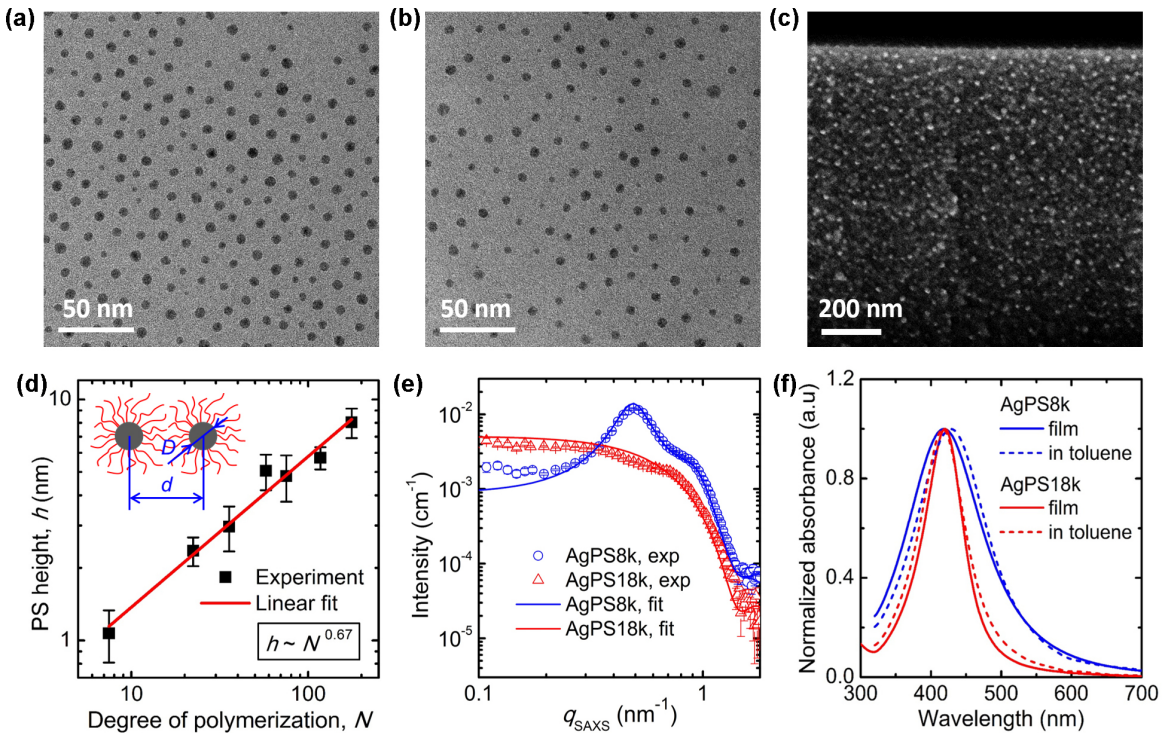 (a)
50 nm
(b)
50 nm
(c)
200 nm
(d)
PS height, h (nm)
10
1
D
d
Experiment
Linear fit
h ~ N 0.67
10
100
Degree of polymerization, N
(e)
Intensity (cm-1)
10-2
10-3
10-4
10-5
AgPS8k, exp
AgPS18k, exp
AgPS8k, fit
AgPS18k, fit
0.1
1
qSAXS (nm-1)
(f)
Normalized absorbance (a.u)
1.2
0.8
0.4
0.0
AgPS8k
film
in toluene
AgPS18k
film
in toluene
300 400 500 600 700
Wavelength (nm)